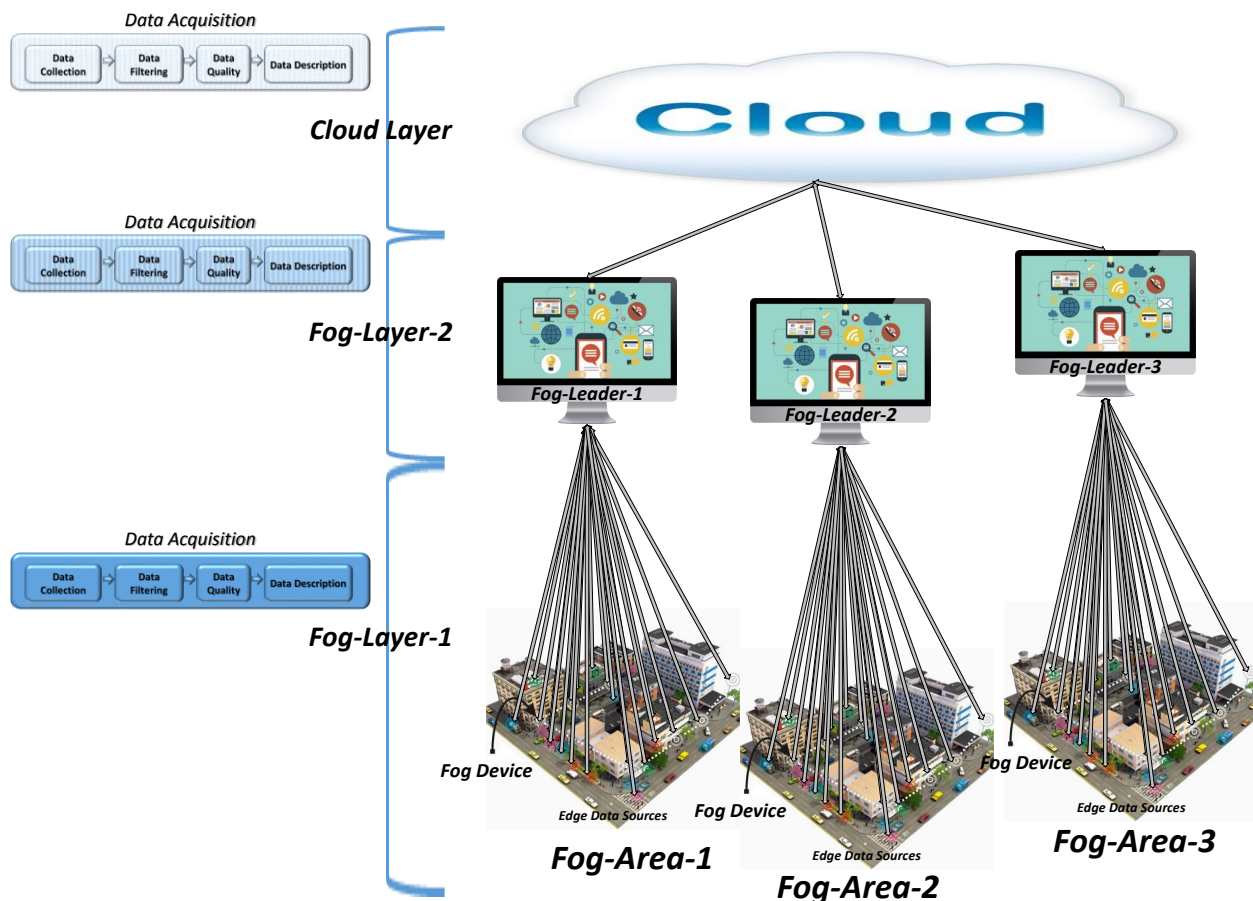 Data Acquisition
Data
Collection
Data
Filtering
Data
Quality
Data Description
Cloud Layer
Cloud
Data Acquisition
Data
Collection
Data
Filtering
Data
Quality
Data Description
Fog-Layer-2
Fog-Leader-1
Fog-Leader-2
Fog-Leader-3
Data Acquisition
Data
Collection
Data
Filtering
Data
Quality
Data Description
Fog-Layer-1
Fog Device
Edge Data Sources
Fog-Area-1
Fog Device
Edge Data Sources
Fog-Area-2
Fog Device
Edge Data Sources
Fog-Area-3